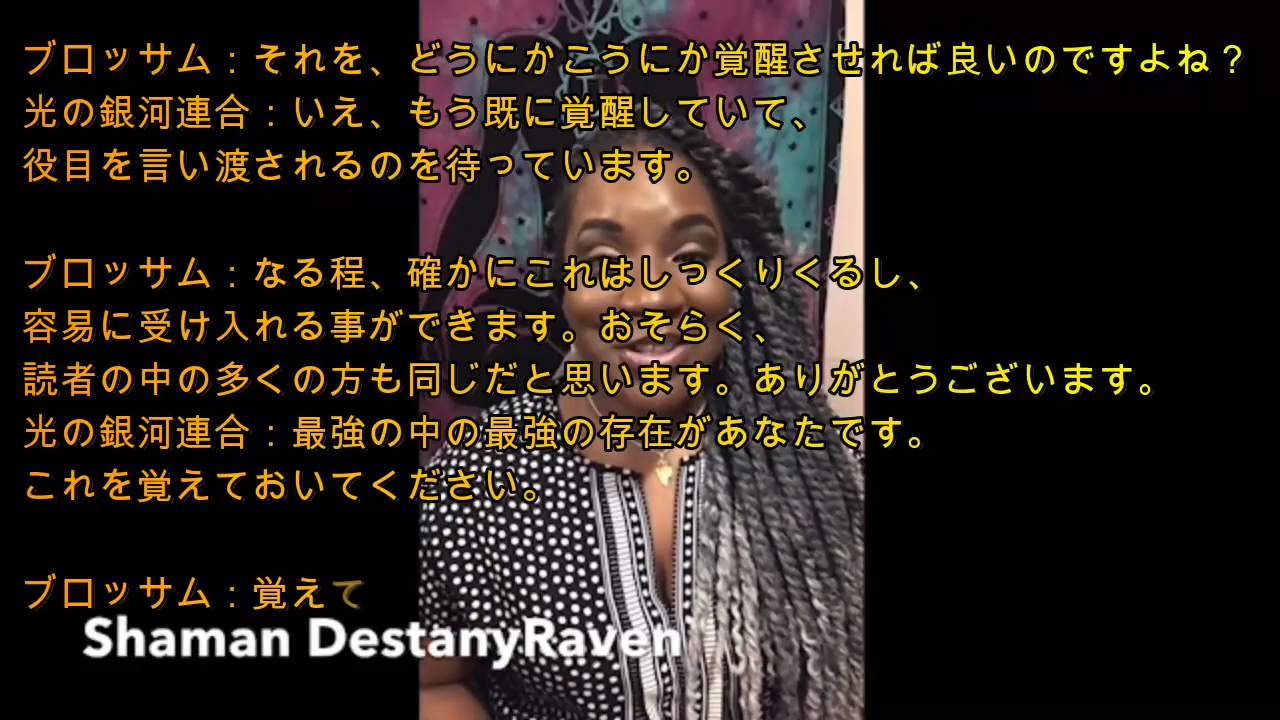 ブロッサム：それを、どうにかこうにか覚醒させれば良いのですよね？
光の銀河連合：いえ、もう既に覚醒していて、
役目を言い渡されるのを待っています。
ブロッサム：なる程、確かにこれはしっくりくるし、
容易に受け入れる事ができます。おそらく、
読者の中の多くの方も同じだと思います。ありがとうございます。
光の銀河連合：最強の中の最強の存在があなたです。
これを覚えておいてください。
ブロッサム：覚えて
Shaman DestanyRaven